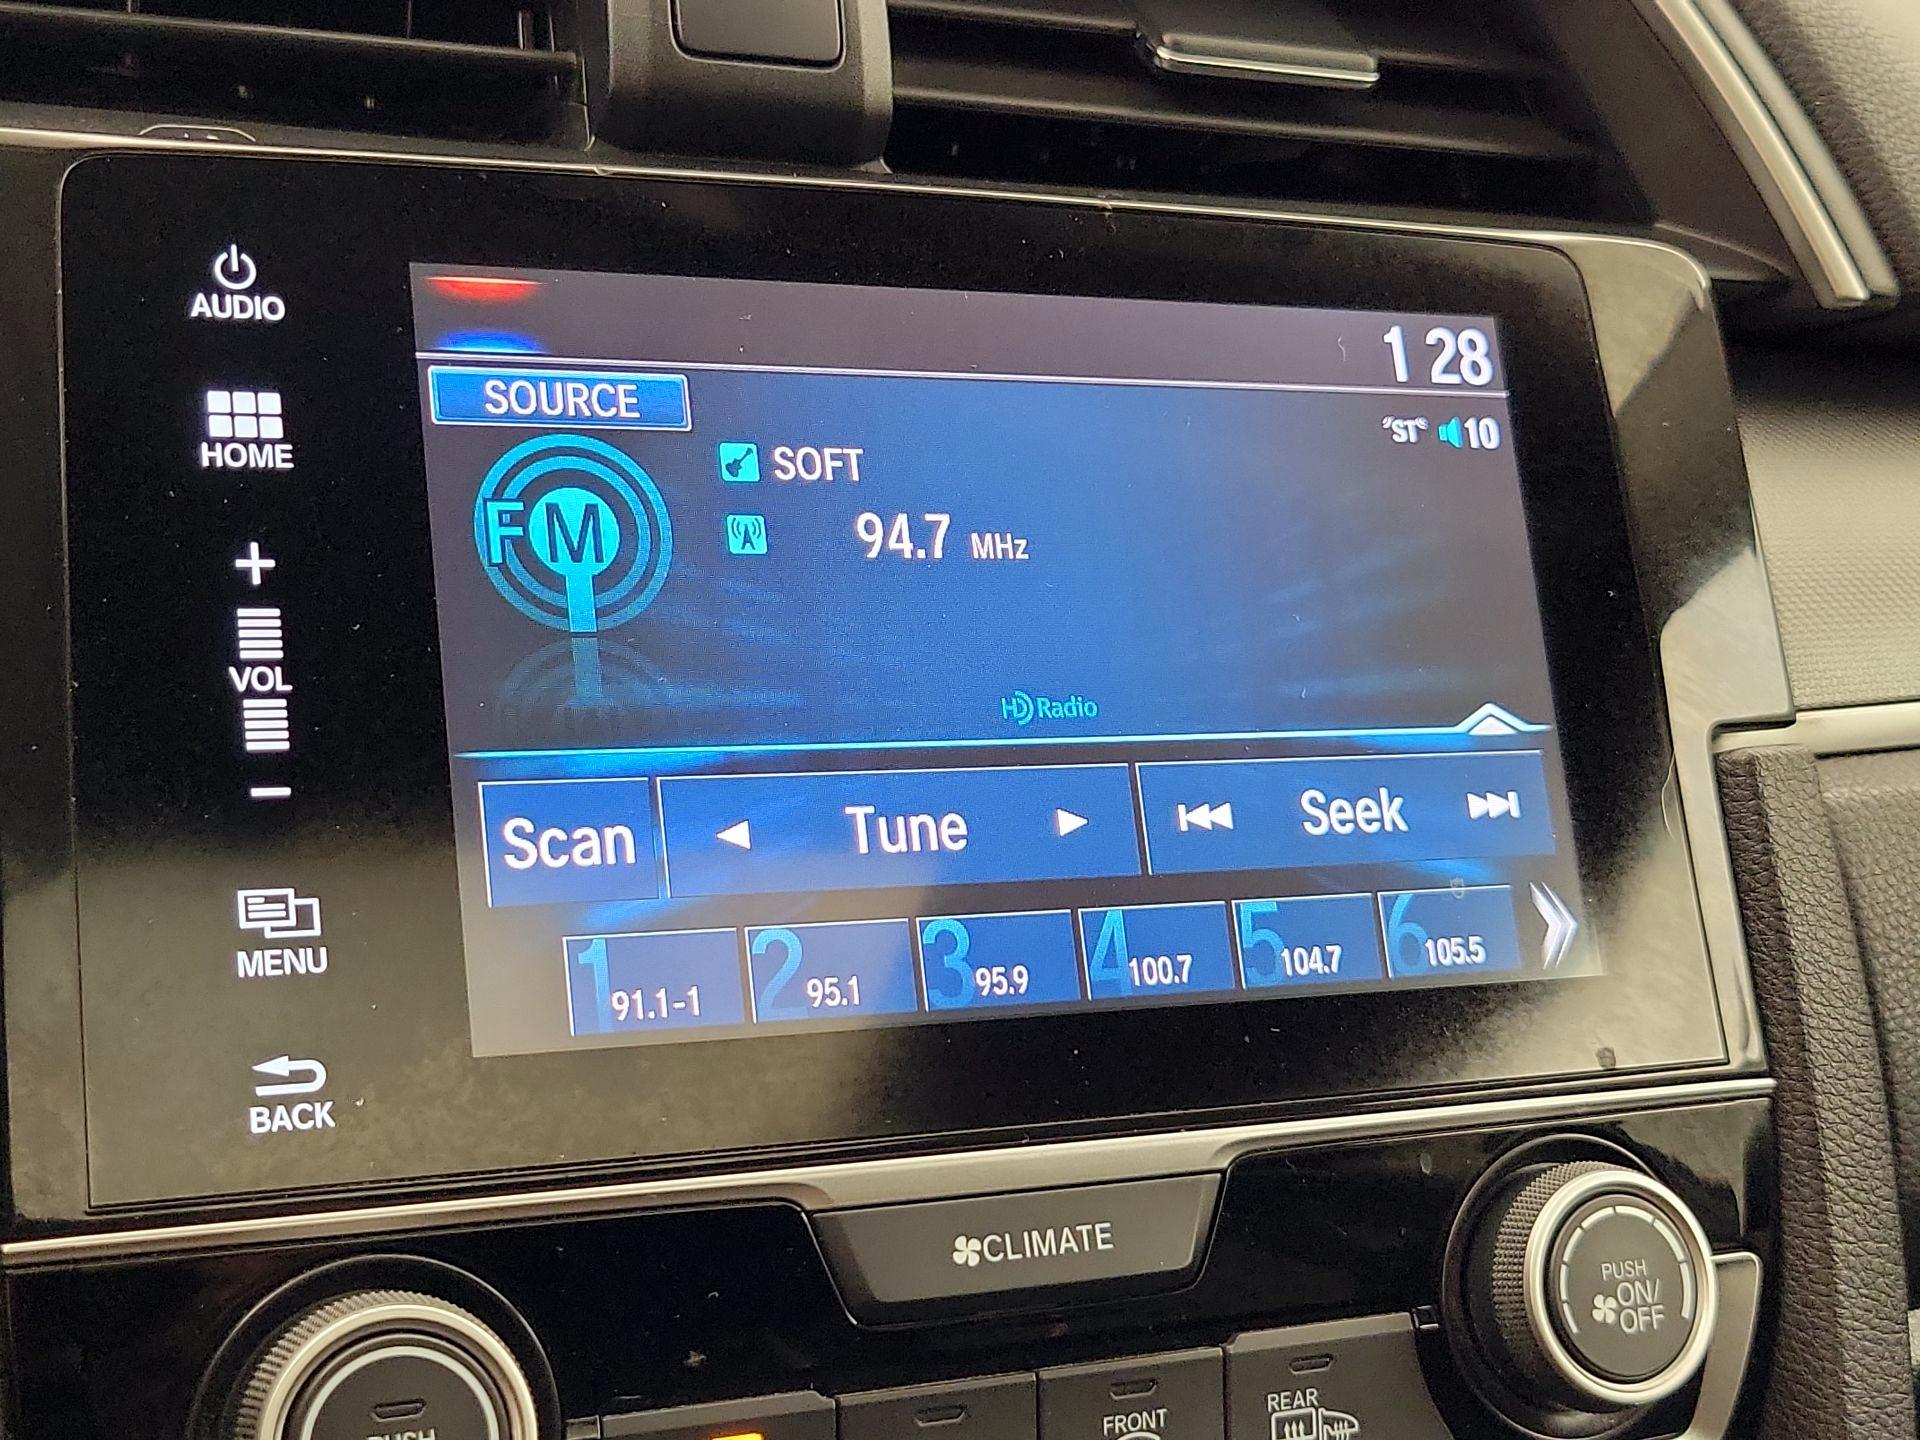 AUDIO
HOME
+
VOL
-
MENU
BACK
1 28
SOURCE
"ST" 10
FM
SOFT
94.7 MHz
HD Radio
Scan
Tune
Seek
1 91.1-1
2 95.1
3 95.9
4 100.7
5 104.7
6 105.5
CLIMATE
PUSH
ON/
OFF
PUSH
FRONT
REAR